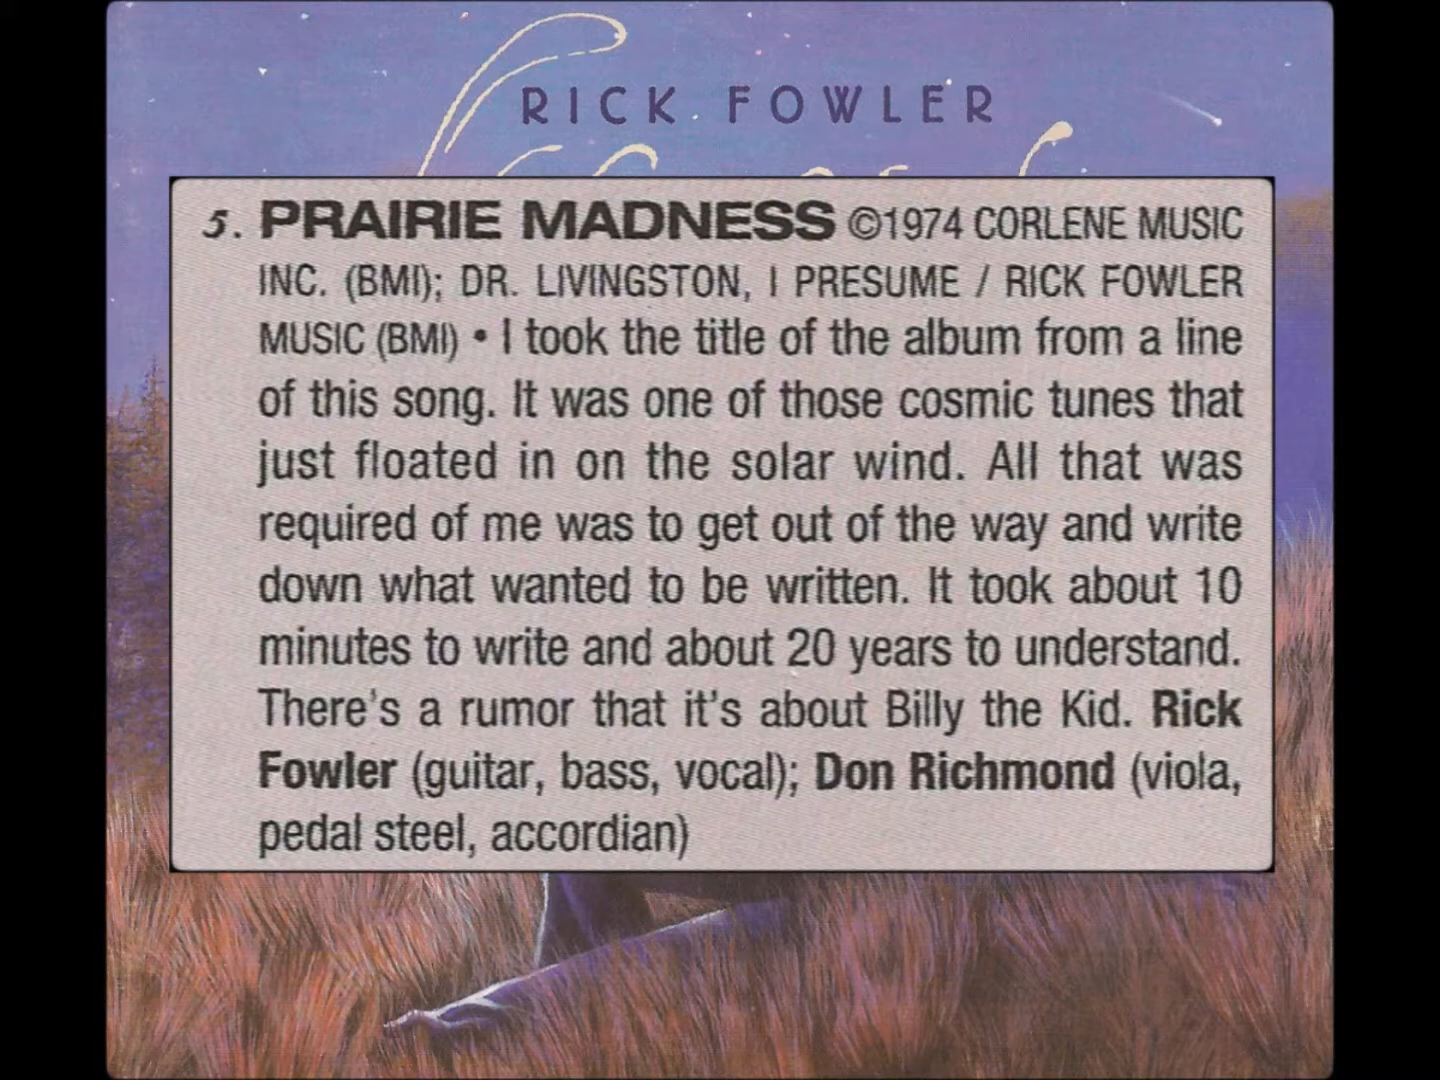 RICK FOWLER
5. PRAIRIE MADNESS ©1974 CORLENE MUSIC
INC. (BMI); DR. LIVINGSTON, I PRESUME / RICK FOWLER
MUSIC (BMI) • I took the title of the album from a line
of this song. It was one of those cosmic tunes that
just floated in on the solar wind. All that was
required of me was to get out of the way and write
down what wanted to be written. It took about 10
minutes to write and about 20 years to understand.
There's a rumor that it's about Billy the Kid. Rick
Fowler (guitar, bass, vocal); Don Richmond (viola,
pedal steel, accordian)